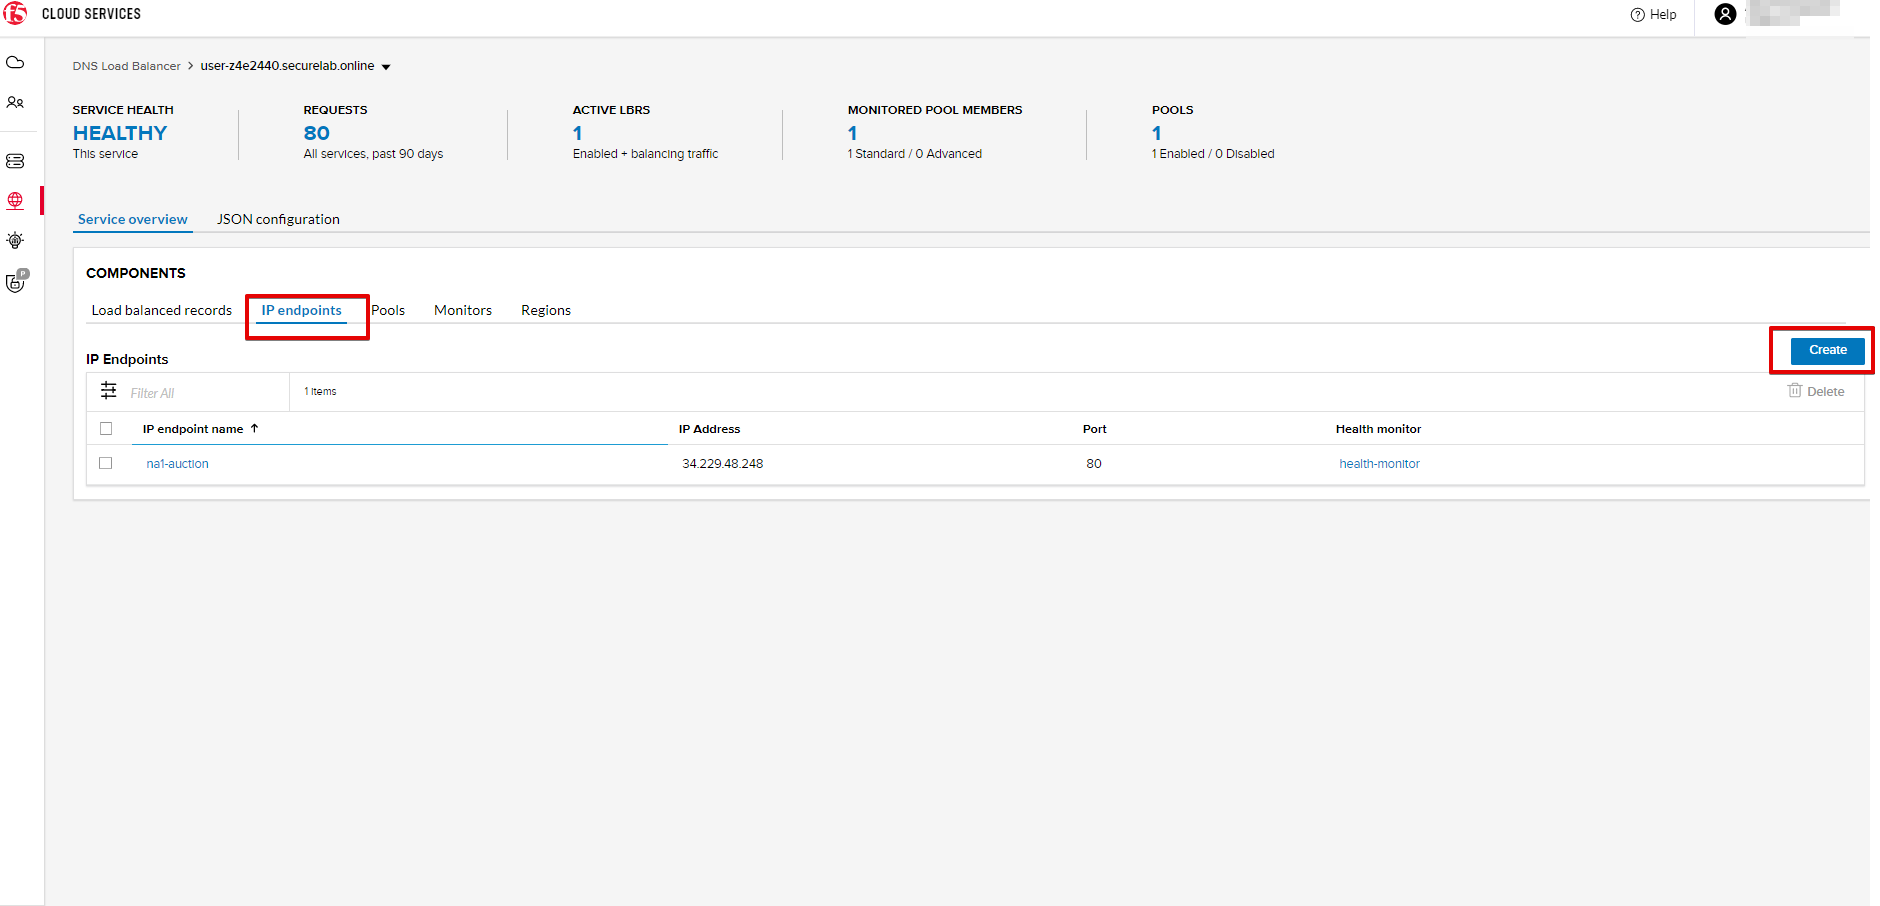 f5 CLOUD SERVICES
Help
DNS Load Balancer > user-z4e2440.securelab.online
SERVICE HEALTH
HEALTHY
This service
REQUESTS
80
All services, past 90 days
ACTIVE LBRS
1
Enabled + balancing traffic
MONITORED POOL MEMBERS
1
1 Standard / 0 Advanced
POOLS
1
1 Enabled / 0 Disabled
Service overview JSON configuration
P
COMPONENTS
Load balanced records IP endpoints Pools Monitors Regions
Create
IP Endpoints
Filter All 1 Items Delete
IP endpoint name ↑ IP Address Port Health monitor
na1-auction 34.229.48.248 80 health-monitor